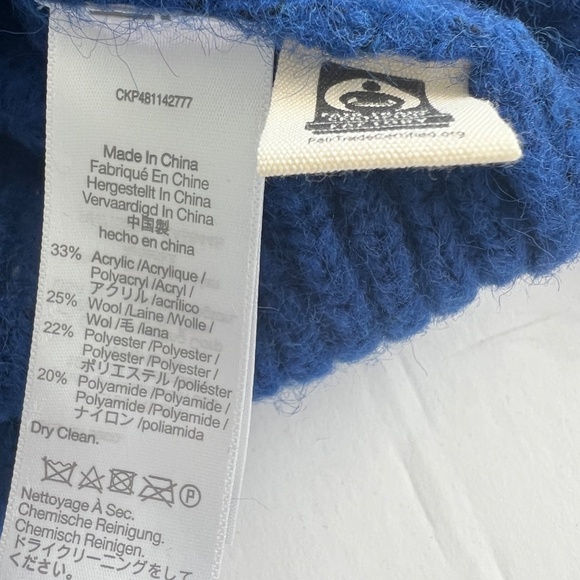 CKP481142777
Made In China
Fabriqué En Chine
Hergestellt In China
Vervaardigd In China
中国製
hecho en china
33% Acrylic /Acrylique /
Polyacryl /Acryl /
アクリル /acrílico
25% Wool /Laine /Wolle /
Wol /毛 /lana
22% Polyester /Polyester /
Polyester /Polyester /
ポリエステル /poliéster
20% Polyamide /Polyamide /
Polyamide /Polyamide /
ナイロン /poliamida
Dry Clean.
P
Nettoyage À Sec.
Chemische Reinigung.
Chemisch Reinigen.
ドライクリーニングをして
ください。
FairTradeCertified.org